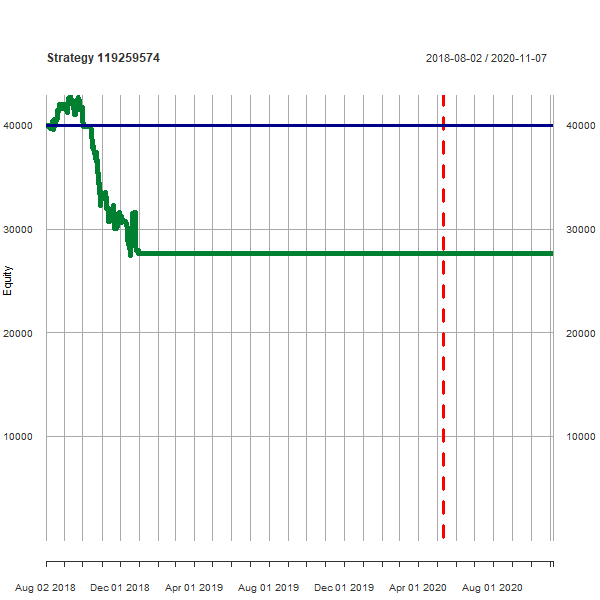 Strategy 119259574
2018-08-02 / 2020-11-07
40000
40000
30000
30000
Equity
20000
20000
10000
10000
Aug 02 2018
Dec 01 2018
Apr 01 2019
Aug 01 2019
Dec 01 2019
Apr 01 2020
Aug 01 2020